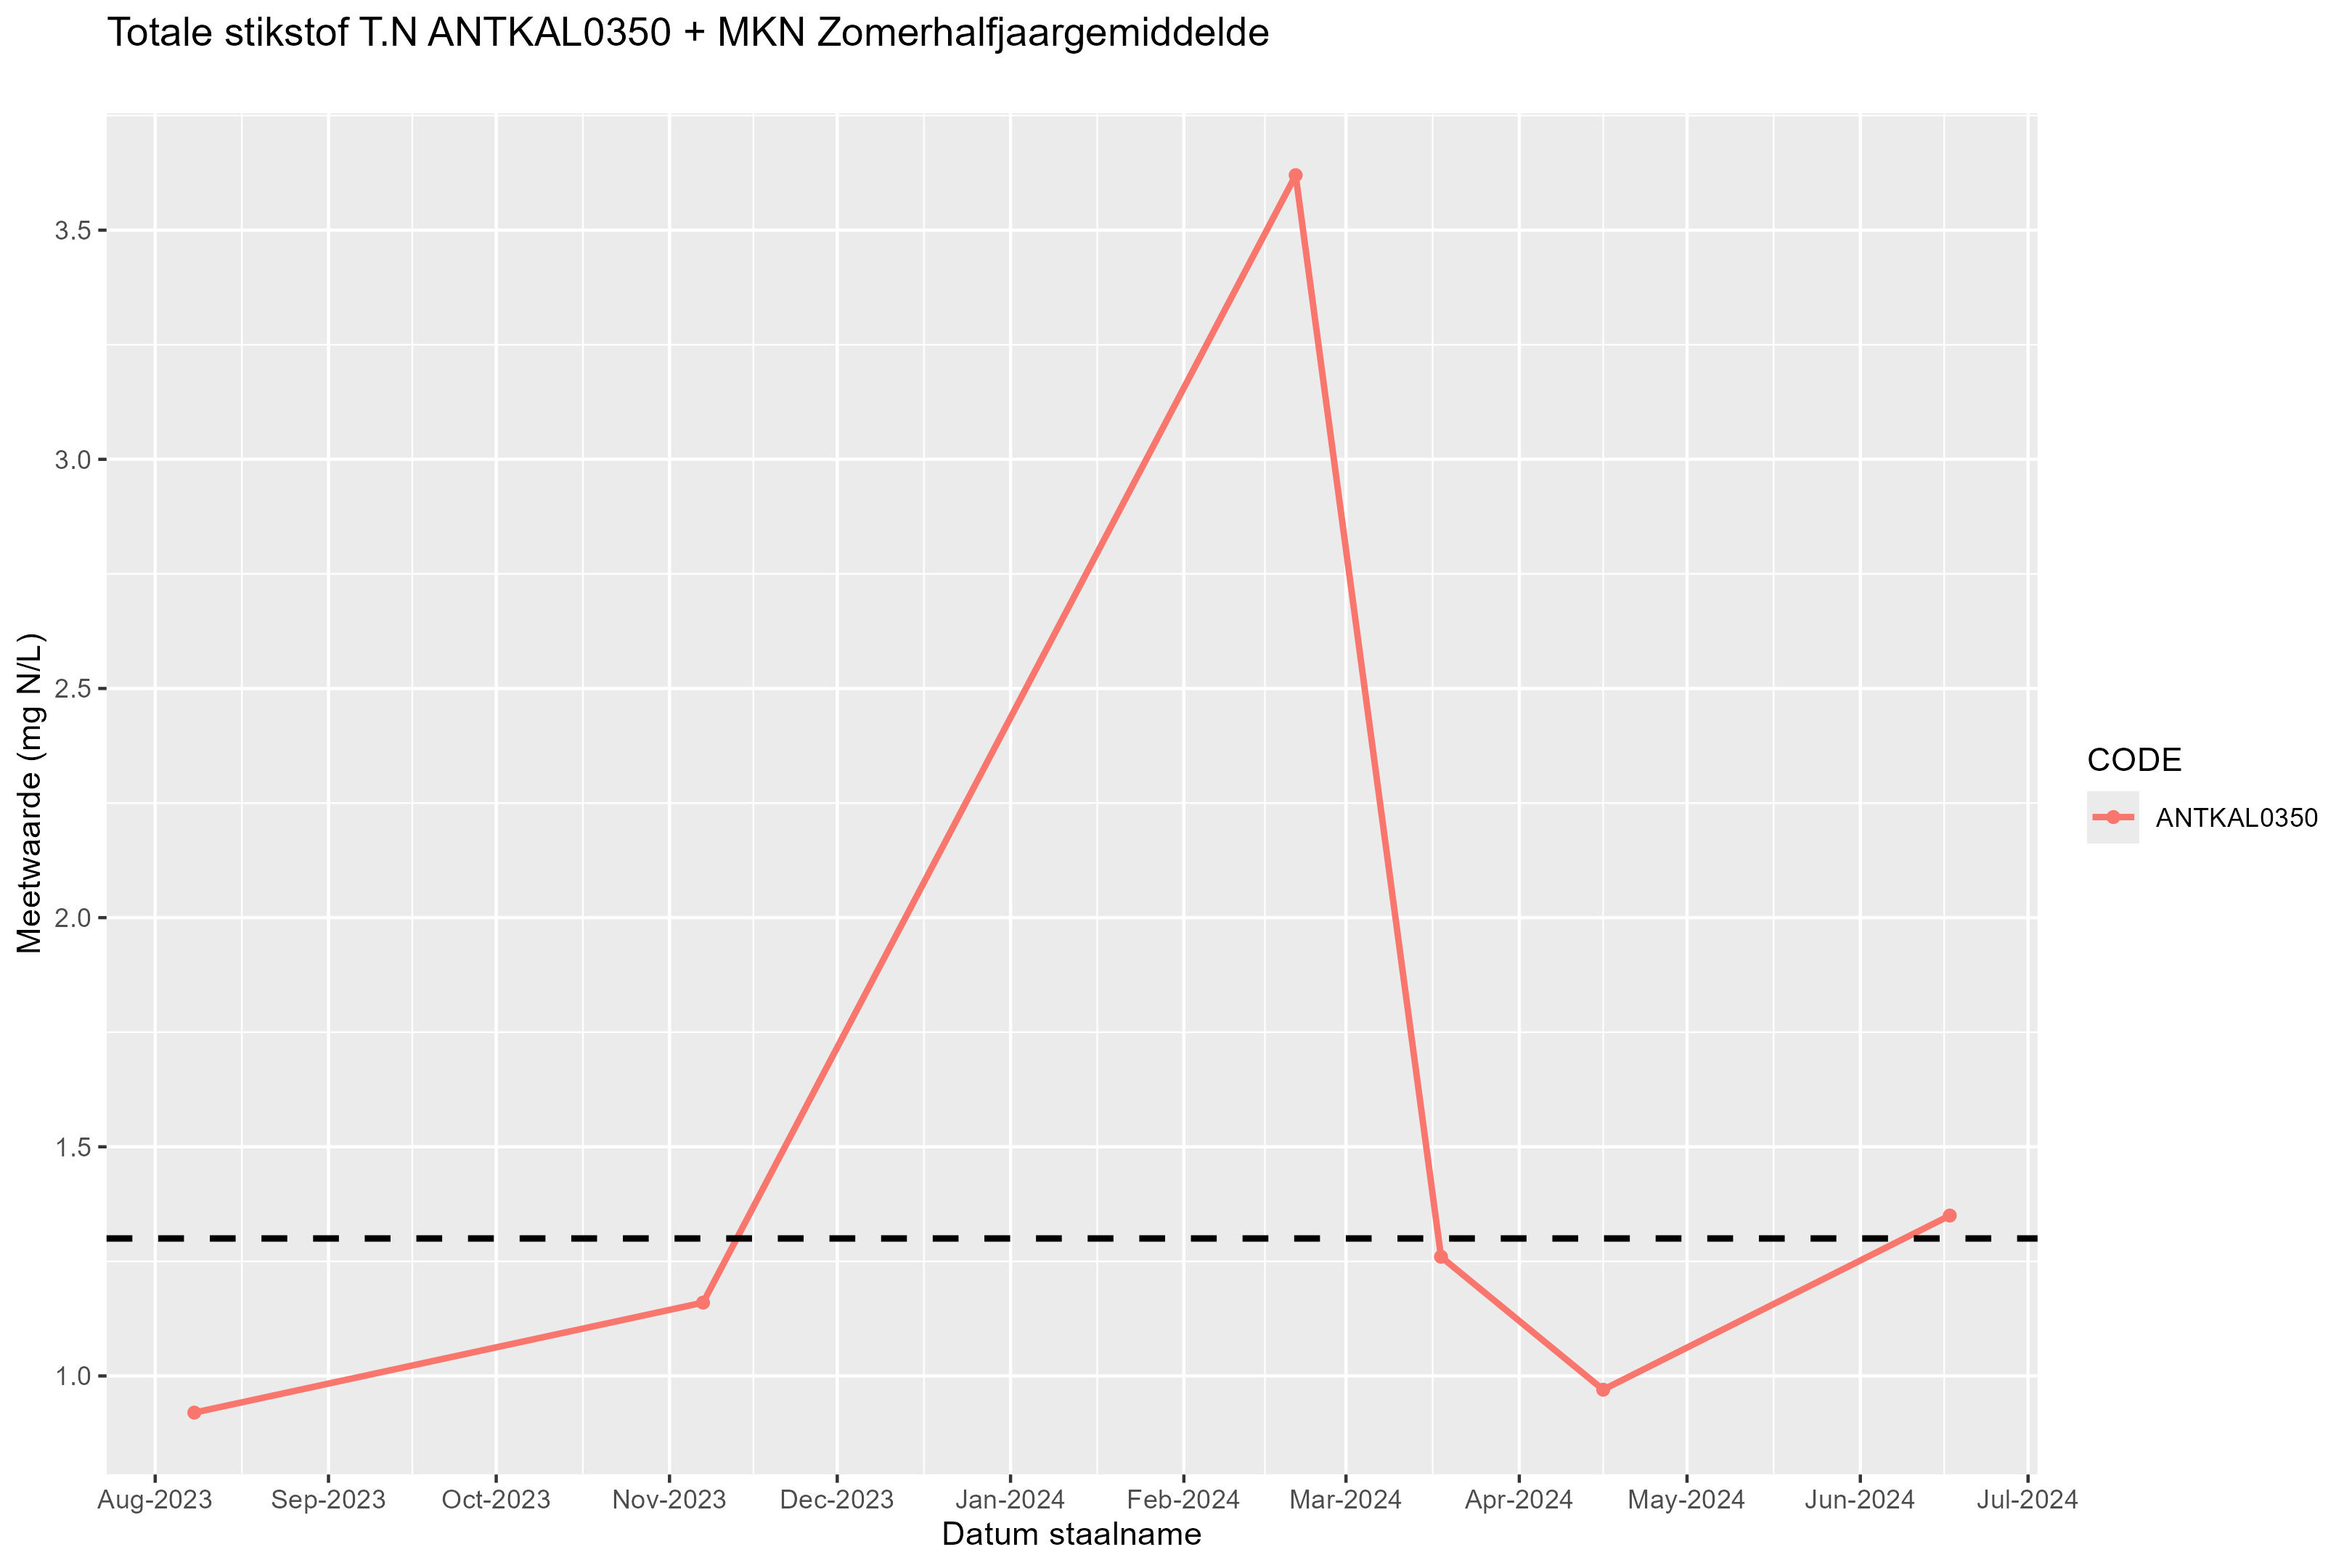 Totale stikstof T.N ANTKAL0350 + MKN Zomerhalfjaargemiddelde
Meetwaarde (mg N/L)
3.5
3.0
2.5
2.0
1.5
1.0
Aug-2023 Sep-2023 Oct-2023 Nov-2023 Dec-2023 Jan-2024 Feb-2024 Mar-2024 Apr-2024 May-2024 Jun-2024 Jul-2024
Datum staalname
CODE
ANTKAL0350